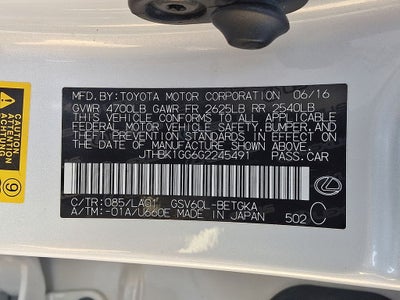 MFD. BY: TOYOTA MOTOR CORPORATION 06/16
GVWR 4700LB GAWR FR 2625LB RR 2540LB
THIS VEHICLE CONFORMS TO ALL APPLICABLE
FEDERAL MOTOR VEHICLE SAFETY, BUMPER, AND
THEFT PREVENTION STANDARDS IN EFFECT ON
THE DATE OF MANUFACTURE SHOWN ABOVE.
JTHBK1GG6G2245491 PASS. CAR
C/TR: 085/LA01 GSV60L-BETGKA
A/TM: -01A/U660E MADE IN JAPAN 502 C
CAUTION
ACHTUNG